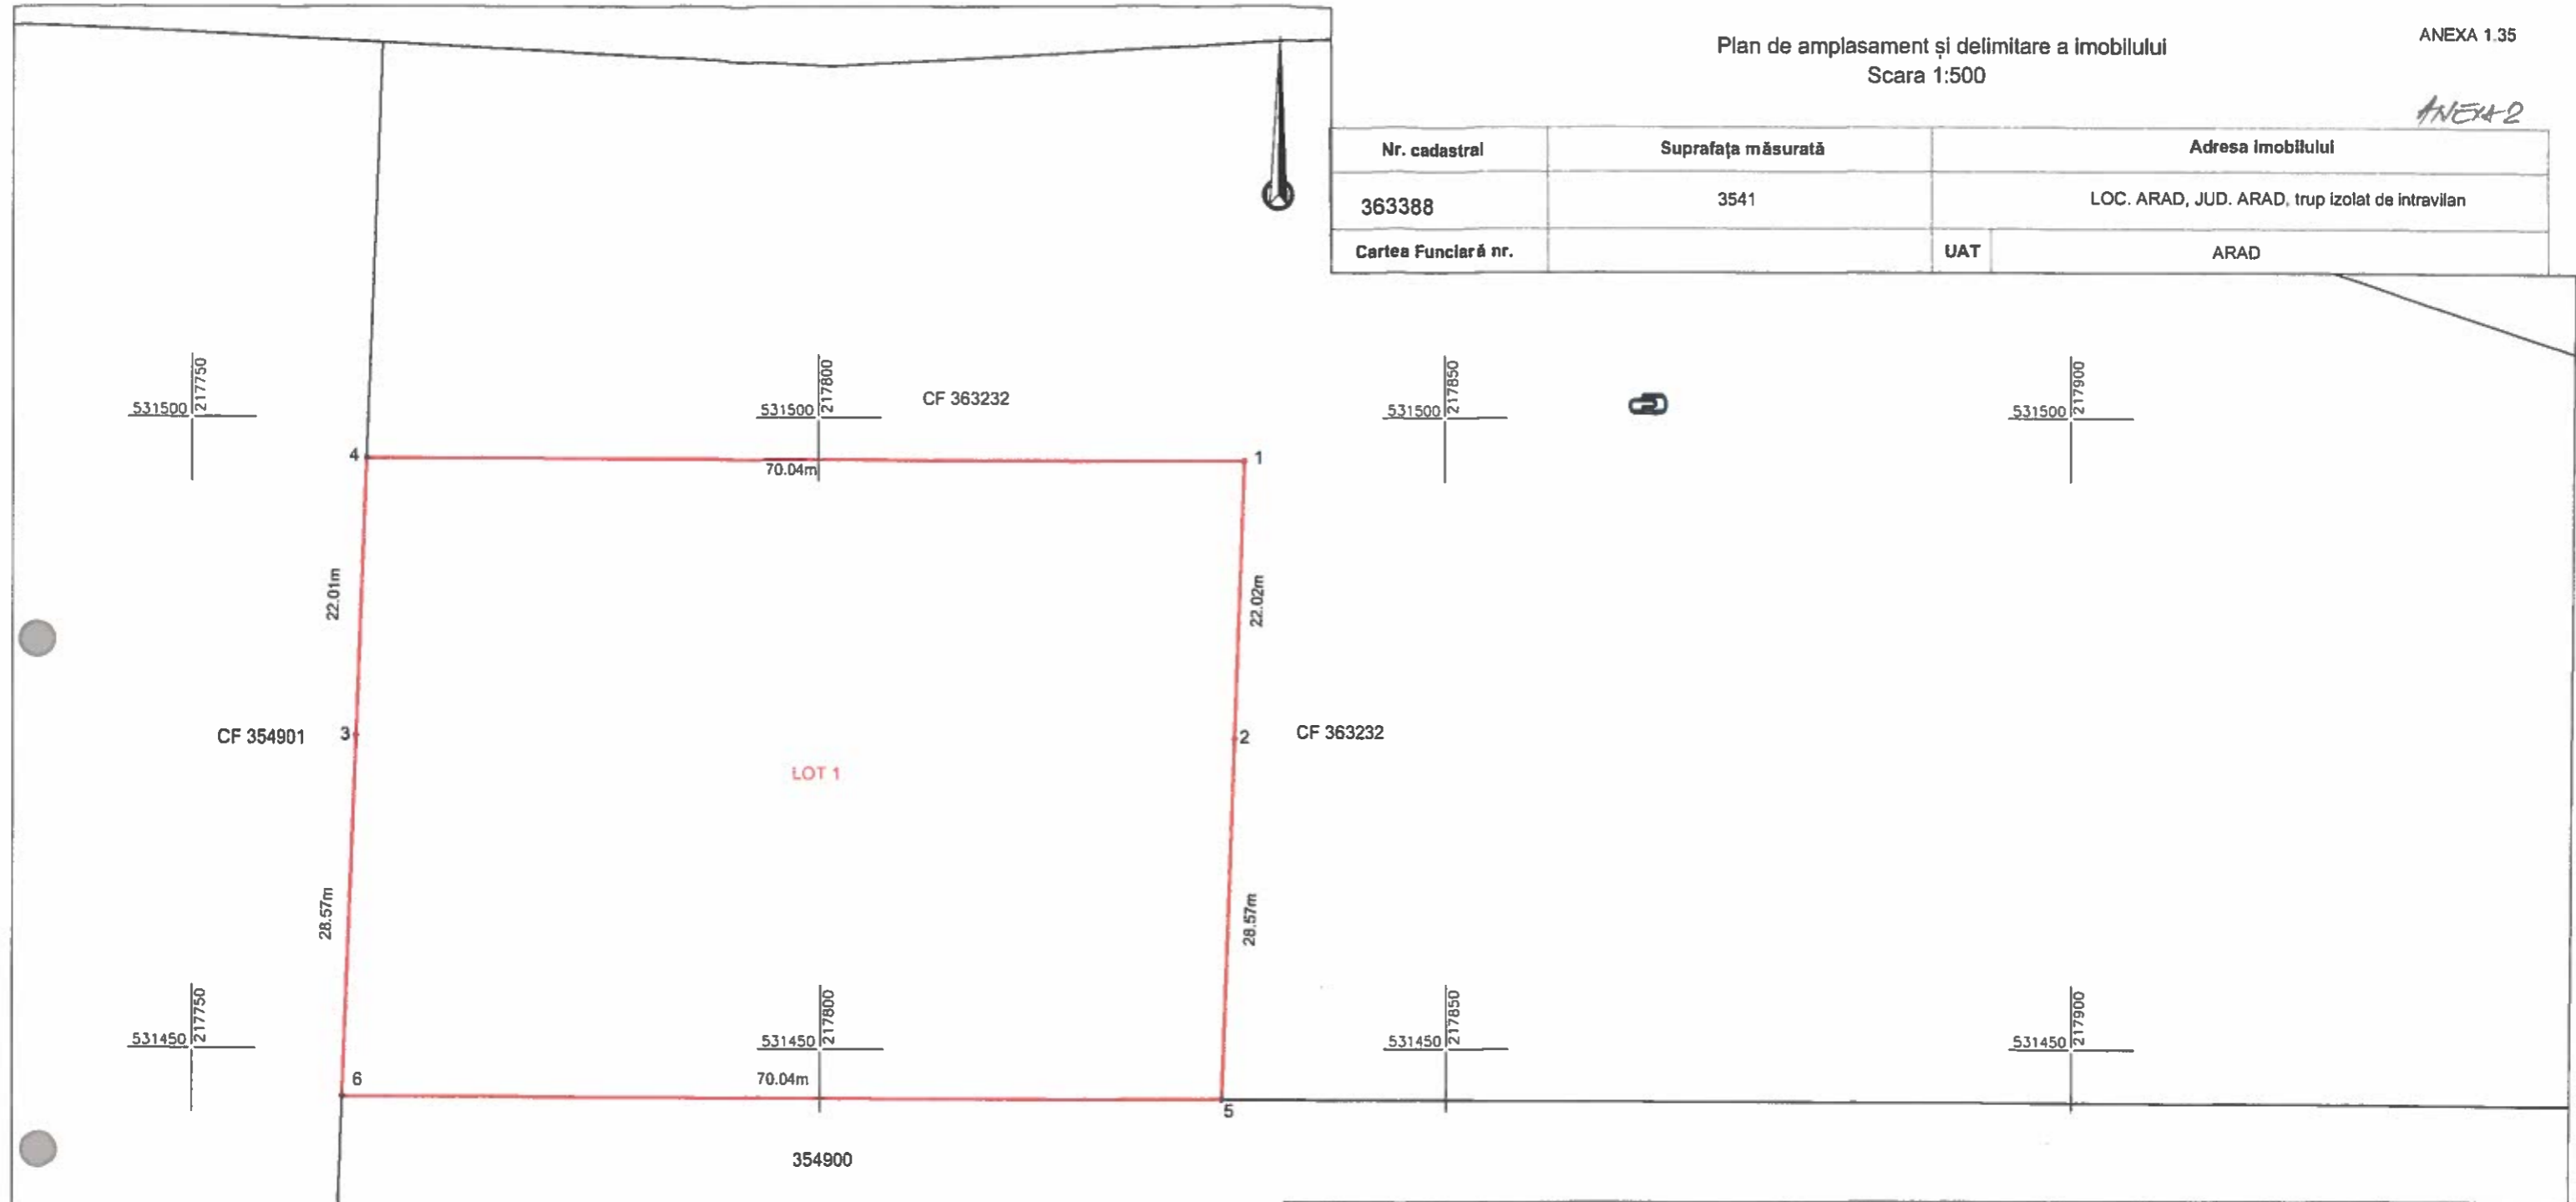 Plan de amplasament și delimitare a imobilului
ANEXA 1.35
Scara 1:500
ANEXA 2
Nr. cadastral
Suprafața măsurată
Adresa imobilului
363388
3541
LOC. ARAD, JUD. ARAD, trup izolat de intravilan
Cartea Funciară nr.
UAT
ARAD
531500
217750
531500
217800
CF 363232
531500
217850
531500
217900
4
70.04m
1
22.01m
22.02m
CF 354901
3
2
CF 363232
LOT 1
28.57m
28.57m
531450
217750
531450
217800
531450
217850
531450
217900
6
70.04m
5
354900